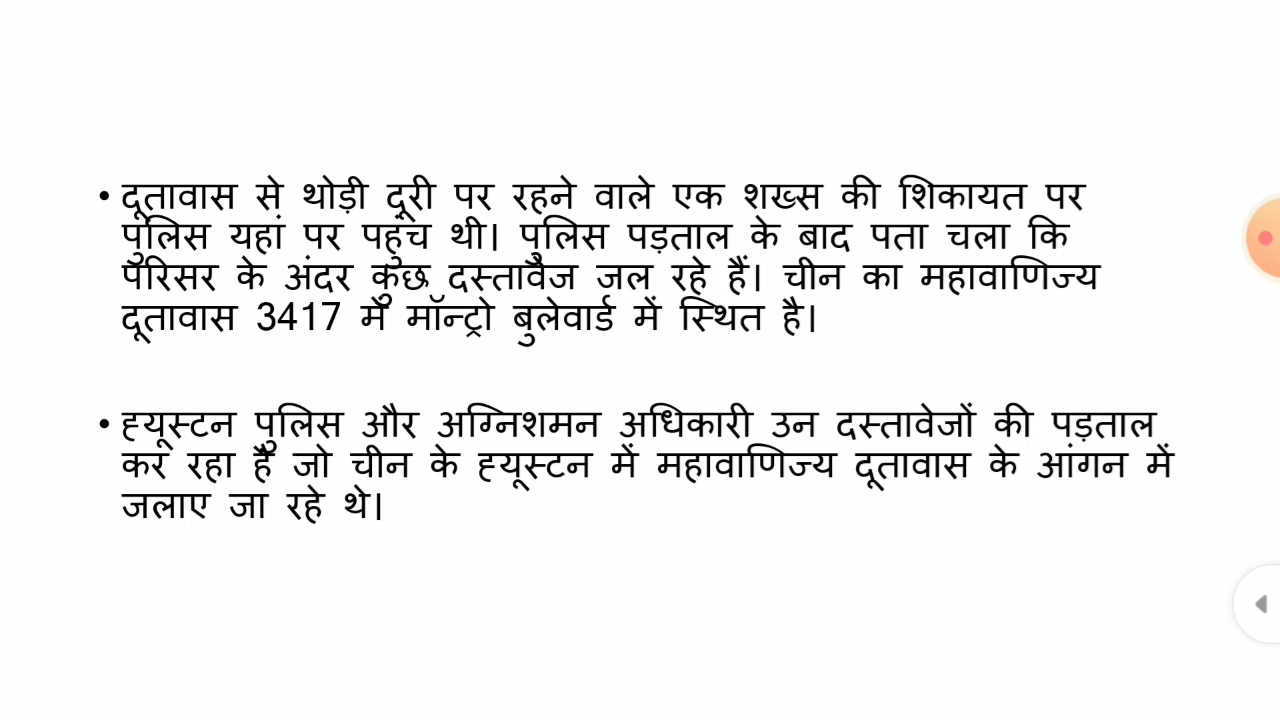 • दूतावास से थोड़ी दूरी पर रहने वाले एक शख्स की शिकायत पर
पुलिस यहां पर पहुंच थी। पुलिस पड़ताल के बाद पता चला कि
परिसर के अंदर कुछ दस्तावेज जल रहे हैं। चीन का महावाणिज्य
दूतावास 3417 में मॉन्ट्रो बुलेवार्ड में स्थित है।
• ह्यूस्टन पुलिस और अग्निशमन अधिकारी उन दस्तावेजों की पड़ताल
कर रहा है जो चीन के ह्यूस्टन में महावाणिज्य दूतावास के आंगन में
जलाए जा रहे थे।